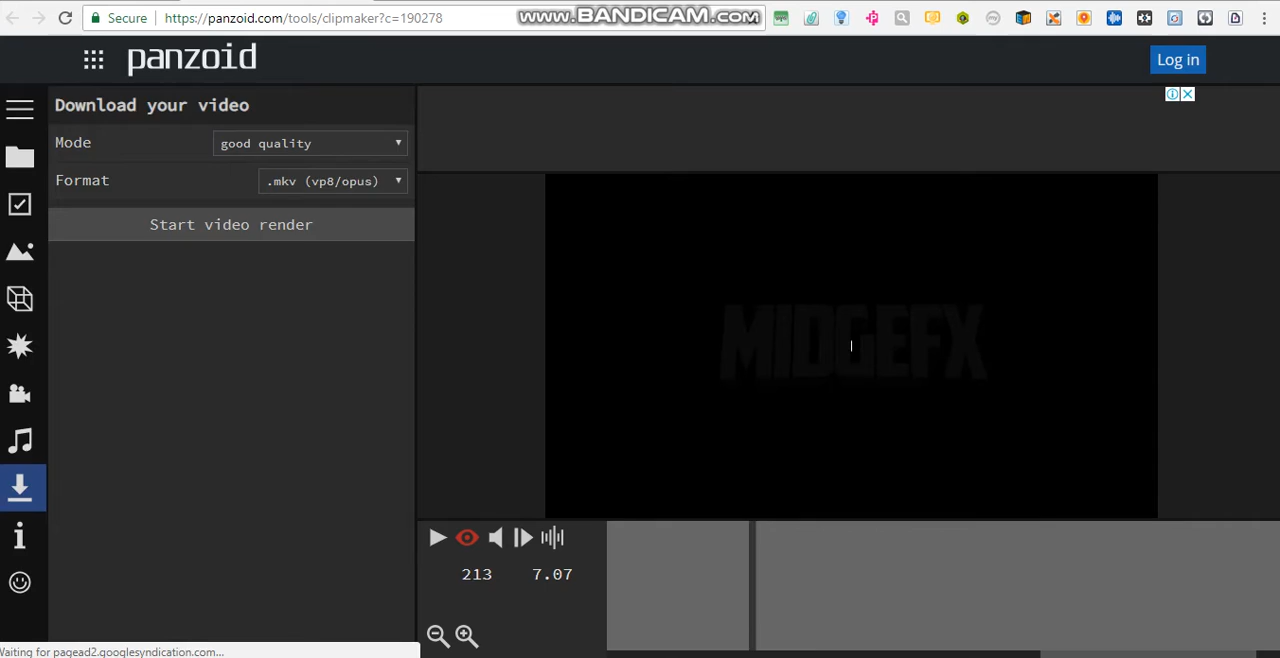 Secure
https://panzoid.com/tools/clipmaker?c=190278
www.BANDICAM.com
panzoid
Log in
Download your video
Mode
good quality
Format
.mkv (vp8/opus)
Start video render
MIDGEFX
213
7.07
Waiting for pagead2.googlesyndication.com...